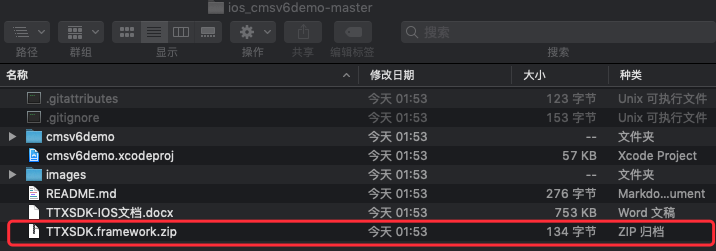 ios_cmsv6demo-master
路径 群组 显示 操作 共享 编辑标签 搜索 搜索
名称 修改日期 大小 种类
.gitattributes 今天 01:53 123 字节 Unix 可执行文件
.gitignore 今天 01:53 153 字节 Unix 可执行文件
cmsv6demo 今天 01:53 -- 文件夹
cmsv6demo.xcodeproj 今天 01:53 57 KB Xcode Project
images 今天 01:53 -- 文件夹
README.md 今天 01:53 276 字节 Markdo...ument
TTXSDK-IOS文档.docx 今天 01:53 753 KB Word 文稿
TTXSDK.framework.zip 今天 01:53 134 字节 ZIP 归档